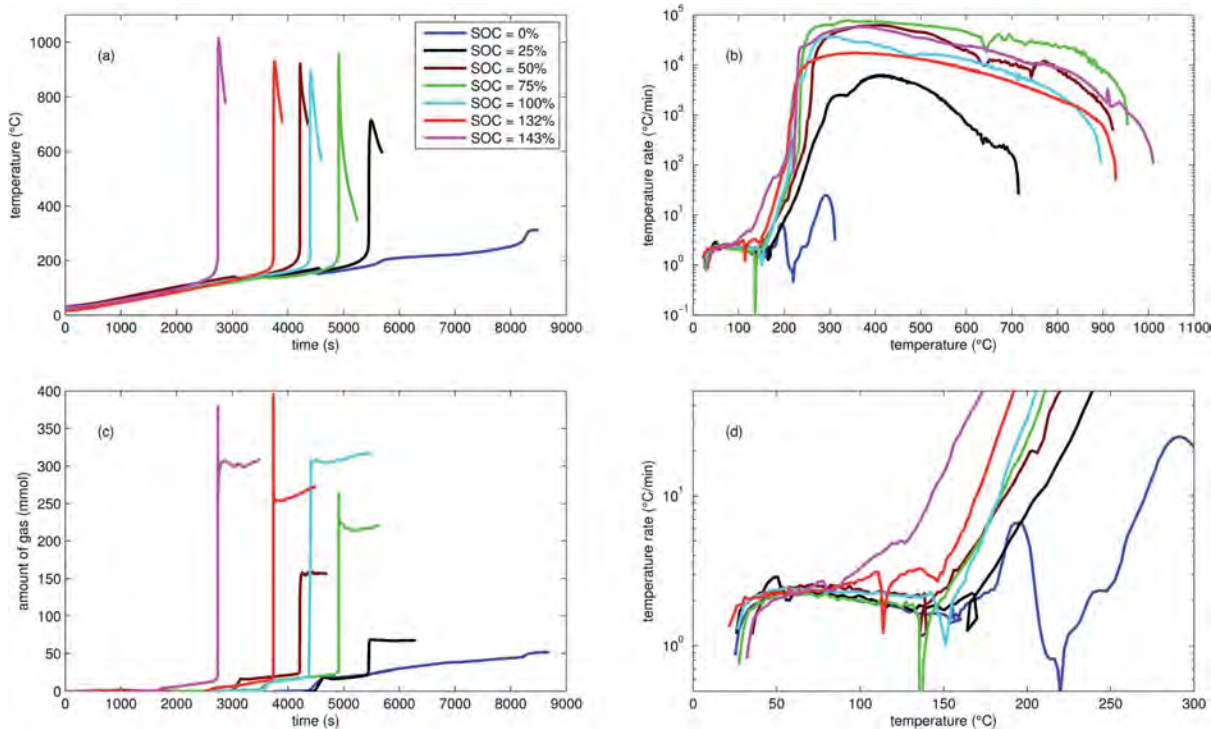 (a)
temperature (°C)
1000
800
600
400
200
0
0 1000 2000 3000 4000 5000 6000 7000 8000 9000
time (s)
SOC = 0%
SOC = 25%
SOC = 50%
SOC = 75%
SOC = 100%
SOC = 132%
SOC = 143%
(b)
temperature rate (°C/min)
10^5
10^4
10^3
10^2
10^1
10^0
10^-1
0 100 200 300 400 500 600 700 800 900 1000 1100
temperature (°C)
(c)
amount of gas (mmol)
400
350
300
250
200
150
100
50
0
0 1000 2000 3000 4000 5000 6000 7000 8000 9000
time (s)
(d)
temperature rate (°C/min)
10^1
10^0
0 50 100 150 200 250 300
temperature (°C)